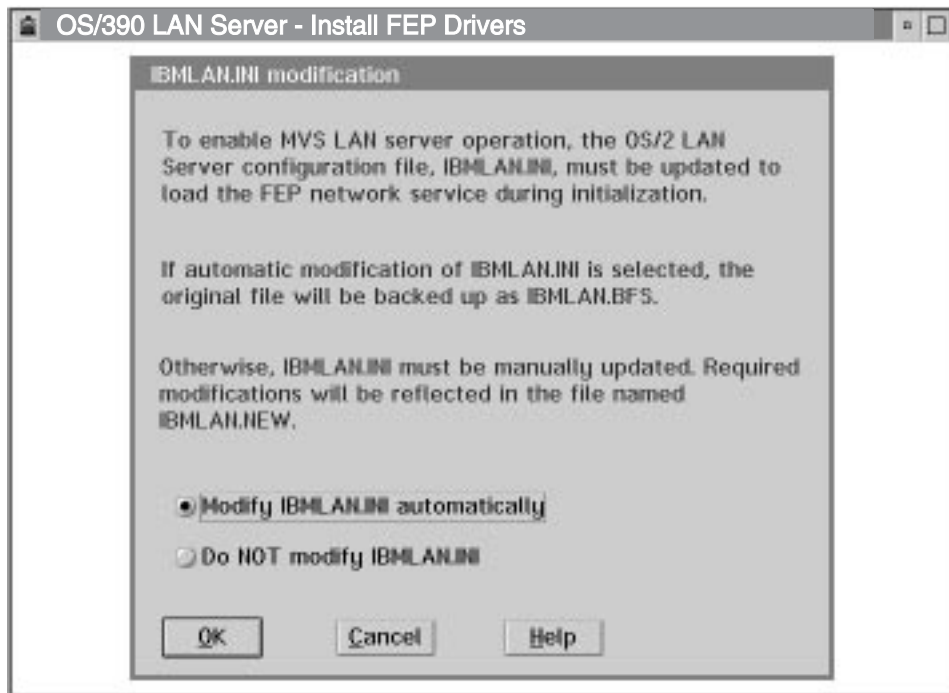 OS/390 LAN Server - Install FEP Drivers
IBMLAN.INI modification
To enable MVS LAN server operation, the OS/2 LAN
Server configuration file, IBMLAN.INI, must be updated to
load the FEP network service during initialization.
If automatic modification of IBMLAN.INI is selected, the
original file will be backed up as IBMLAN.BFS.
Otherwise, IBMLAN.INI must be manually updated. Required
modifications will be reflected in the file named
IBMLAN.NEW.
Modify IBMLAN.INI automatically
Do NOT modify IBMLAN.INI
OK Cancel Help